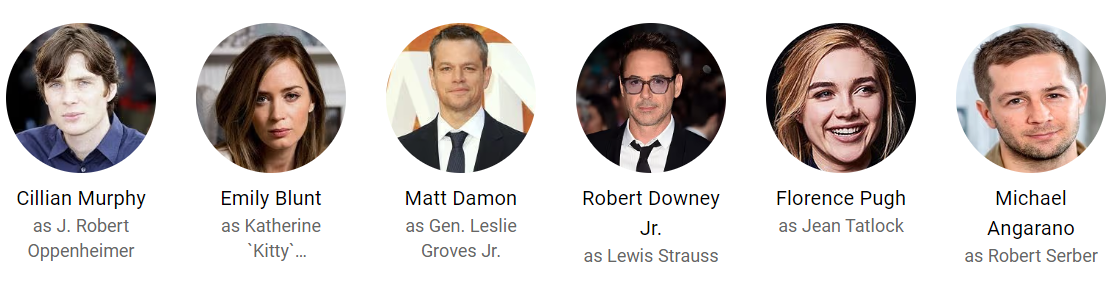 Cillian Murphy
as J. Robert
Oppenheimer
Emily Blunt
as Katherine
`Kitty`...
Matt Damon
as Gen. Leslie
Groves Jr.
Robert Downey
Jr.
as Lewis Strauss
Florence Pugh
as Jean Tatlock
Michael
Angarano
as Robert Serber